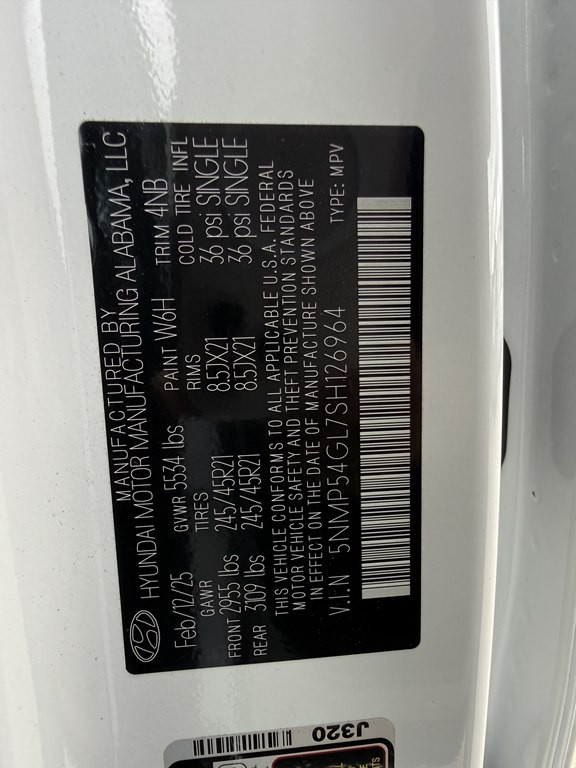 MANUFACTURED BY
HYUNDAI MOTOR MANUFACTURING ALABAMA, LLC
Feb/12/25 GVWR 5534 lbs PAINT W6H TRIM 4NB
GAWR TIRES RIMS COLD TIRE INFL
FRONT 2955 lbs 245/45R21 8.5JX21 36 psi SINGLE
REAR 3109 lbs 245/45R21 8.5JX21 36 psi SINGLE
THIS VEHICLE CONFORMS TO ALL APPLICABLE U.S.A. FEDERAL
MOTOR VEHICLE SAFETY AND THEFT PREVENTION STANDARDS
IN EFFECT ON THE DATE OF MANUFACTURE SHOWN ABOVE
V.I.N 5NMP54GL7SH126964 TYPE: MPV
J320